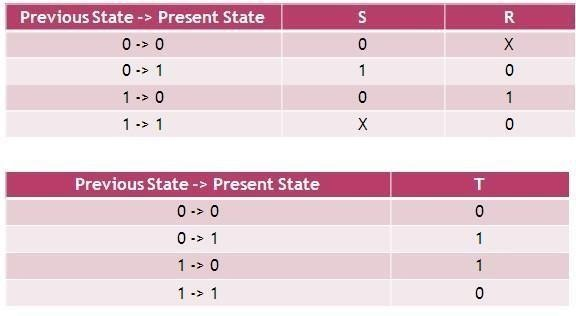 Previous State -> Present State S R
0 -> 0 0 X
0 -> 1 1 0
1 -> 0 0 1
1 -> 1 X 0
Previous State -> Present State T
0 -> 0 0
0 -> 1 1
1 -> 0 1
1 -> 1 0